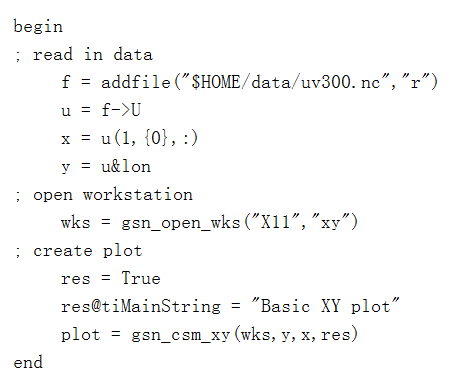 begin
; read in data
    f = addfile("$HOME/data/uv300.nc","r")
    u = f->U
    x = u(1,{0},:)
    y = u&lon
; open workstation
    wks = gsn_open_wks("X11","xy")
; create plot
    res = True
    res@tiMainString = "Basic XY plot"
    plot = gsn_csm_xy(wks,y,x,res)
end